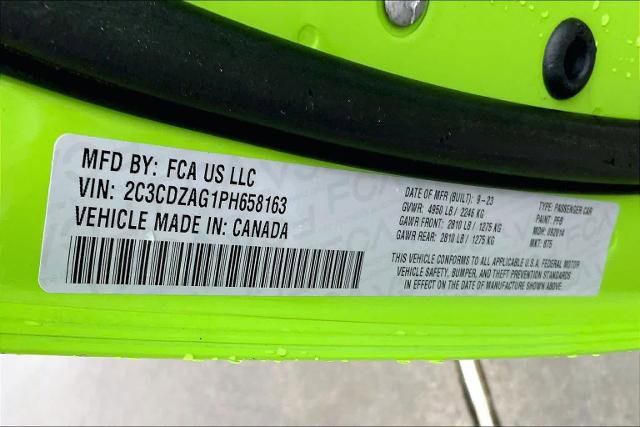 MFD BY: FCA US LLC
VIN: 2C3CDZAG1PH658163
VEHICLE MADE IN: CANADA
DATE OF MFR (BUILT): 9-23
GVWR: 4950 LB / 2246 KG
GAWR FRONT: 2810 LB / 1275 KG
GAWR REAR: 2810 LB / 1275 KG
TYPE: PASSENGER CAR
PAINT: PFB
MDH: 092014
MKT: 875
THIS VEHICLE CONFORMS TO ALL APPLICABLE U.S. FEDERAL MOTOR
VEHICLE SAFETY, BUMPER, AND THEFT PREVENTION STANDARDS
IN EFFECT ON THE DATE OF MANUFACTURE SHOWN ABOVE.